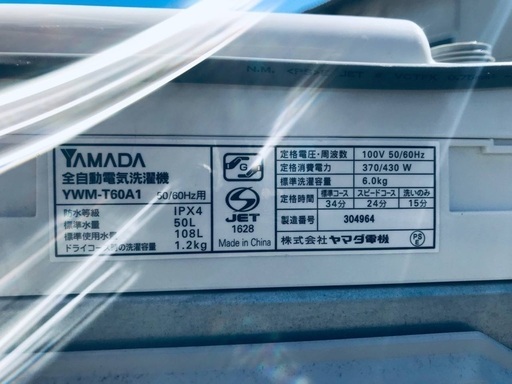 YAMADA
全自動電気洗濯機
YWM-T60A1 50/60Hz用
防水等級 IPX4
標準水量 50L
標準使用水量 108L
ドライコース時の洗濯容量 1.2kg
G
JET
1628
Made in China
定格電圧・周波数 100V 50/60Hz
定格消費電力 370/430 W
標準洗濯容量 6.0kg
定格時間 標準コース スピードコース 洗いのみ
34分 24分 15分
製造番号 304964
株式会社ヤマダ電機
PS
E